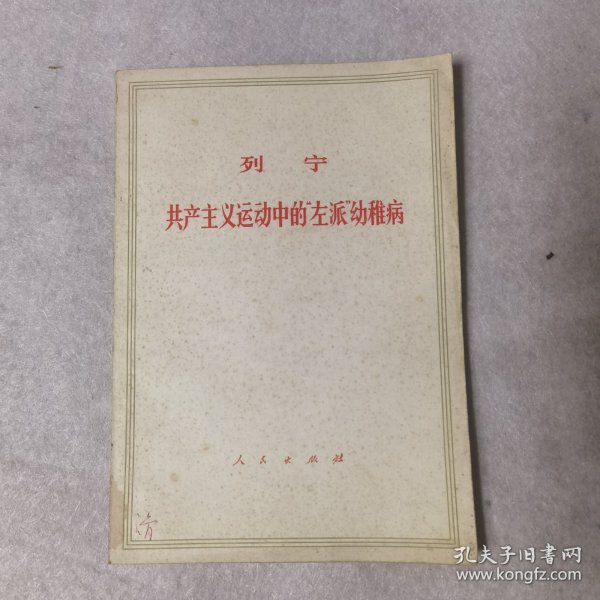 列 宁
共产主义运动中的“左派”幼稚病
人民出版社
清
孔夫子旧书网
www.kongfz.com